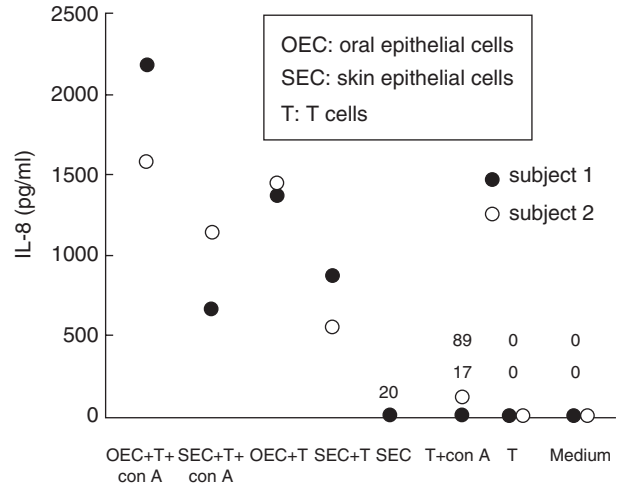 2500
2000
1500
1000
500
0
IL-8 (pg/ml)
OEC: oral epithelial cells
SEC: skin epithelial cells
T: T cells
subject 1
subject 2
89 0 0
17 0 0
20
OEC+T+ SEC+T+ OEC+T SEC+T SEC T+con A T Medium
con A con A